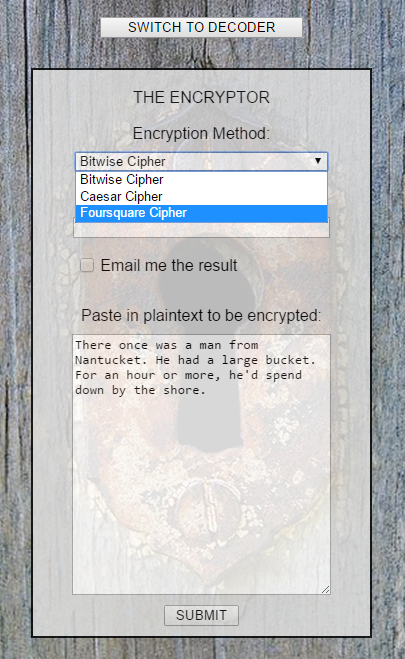 SWITCH TO DECODER
THE ENCRYPTOR
Encryption Method:
Bitwise Cipher
Bitwise Cipher
Caesar Cipher
Foursquare Cipher
Email me the result
Paste in plaintext to be encrypted:
There once was a man from
Nantucket. He had a large bucket.
For an hour or more, he'd spend
down by the shore.
SUBMIT